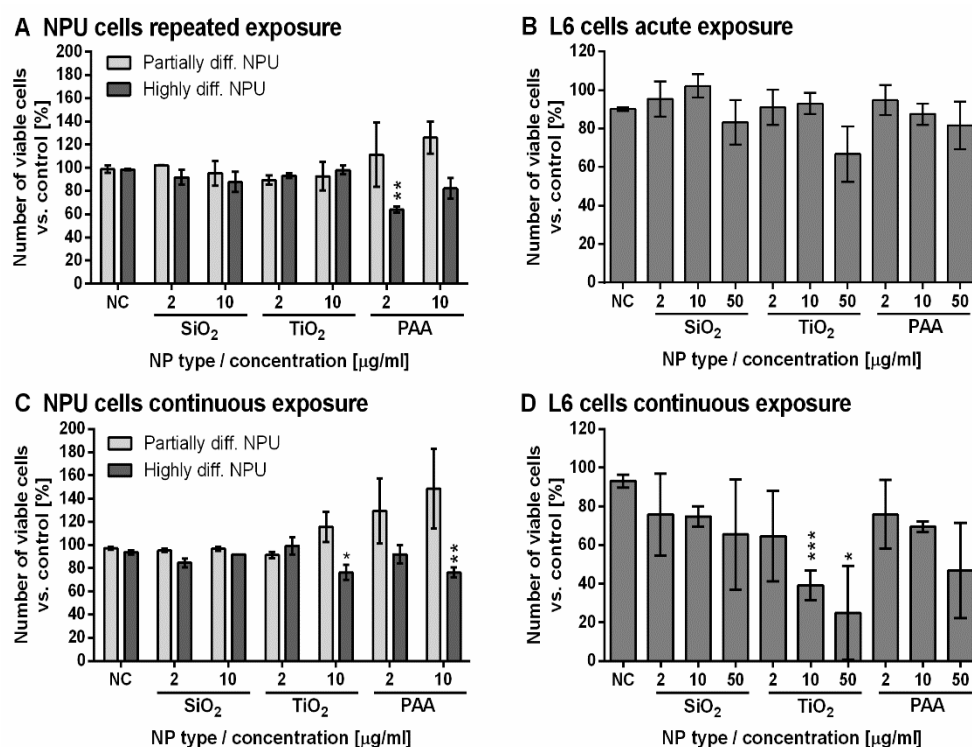 A NPU cells repeated exposure
Number of viable cells
vs. control [%]
200
180
160
140
120
100
80
60
40
20
0
Partially diff. NPU
Highly diff. NPU
**
NC
2
10
2
10
2
10
SiO₂
TiO₂
PAA
NP type / concentration [µg/ml]
B L6 cells acute exposure
Number of viable cells
vs. control [%]
120
100
80
60
40
20
0
NC
2
10
50
2
10
50
2
10
50
SiO₂
TiO₂
PAA
NP type / concentration [µg/ml]
C NPU cells continuous exposure
Number of viable cells
vs. control [%]
200
180
160
140
120
100
80
60
40
20
0
Partially diff. NPU
Highly diff. NPU
*
**
NC
2
10
2
10
2
10
SiO₂
TiO₂
PAA
NP type / concentration [µg/ml]
D L6 cells continuous exposure
Number of viable cells
vs. control [%]
120
100
80
60
40
20
0
***
*
NC
2
10
50
2
10
50
2
10
50
SiO₂
TiO₂
PAA
NP type / concentration [µg/ml]